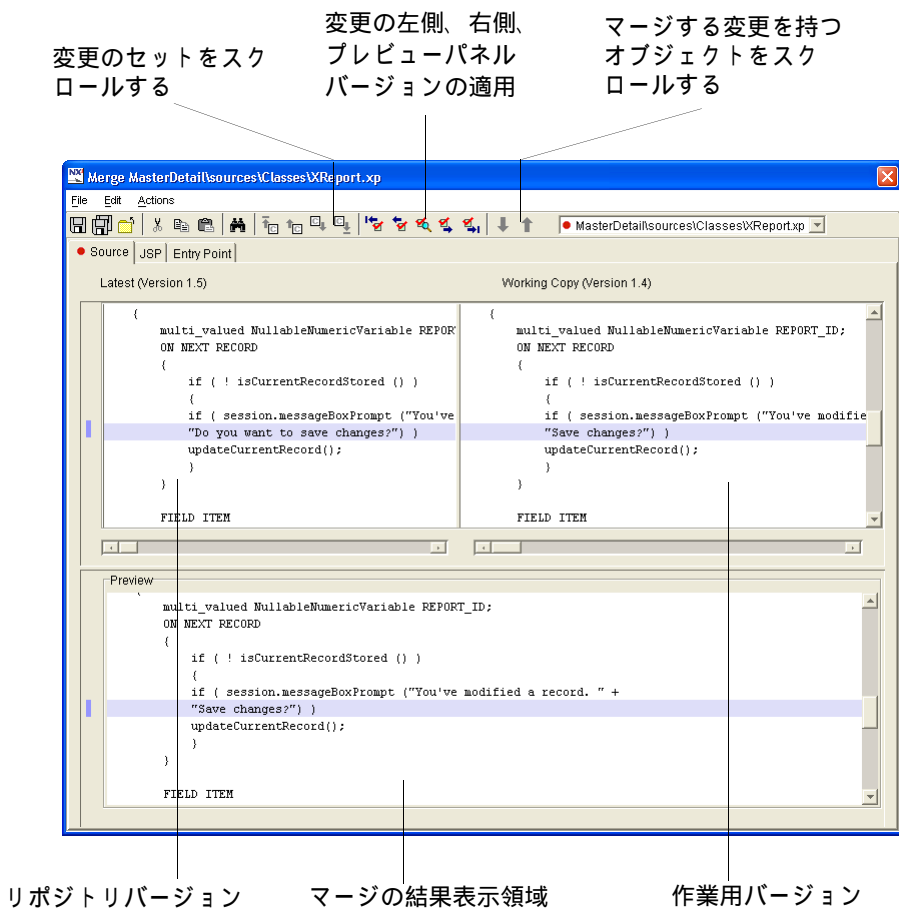 変更のセットをスク
ロールする
変更の左側、右側、
プレビューパネル
バージョンの適用
マージする変更を持つ
オブジェクトをスク
ロールする
Merge MasterDetail\sources\Classes\XReport.xp
File Edit Actions
MasterDetail\sources\Classes\XReport.xp
Source JSP Entry Point
Latest (Version 1.5)
{
multi_valued NullableNumericVariable REPOR
ON NEXT RECORD
{
if ( ! isCurrentRecordStored () )
{
if ( session.messageBoxPrompt ("You've
"Do you want to save changes?") )
updateCurrentRecord();
}
}
FIELD ITEM
Working Copy (Version 1.4)
{
multi_valued NullableNumericVariable REPORT_ID;
ON NEXT RECORD
{
if ( ! isCurrentRecordStored () )
{
if ( session.messageBoxPrompt ("You've modifie
"Save changes?") )
updateCurrentRecord();
}
}
FIELD ITEM
Preview
multi_valued NullableNumericVariable REPORT_ID;
ON NEXT RECORD
{
if ( ! isCurrentRecordStored () )
{
if ( session.messageBoxPrompt ("You've modified a record. " +
"Save changes?") )
updateCurrentRecord();
}
}
FIELD ITEM
リポジトリバージョン
マージの結果表示領域
作業用バージョン